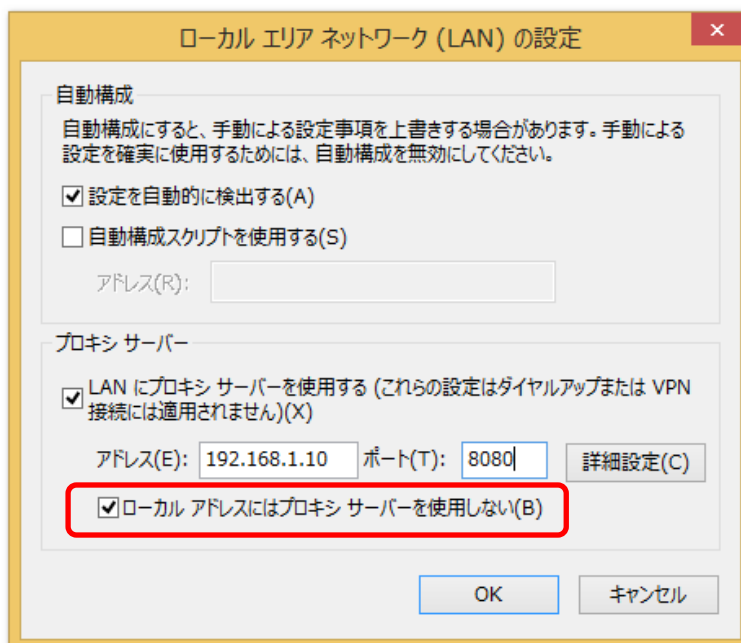 ローカル エリア ネットワーク (LAN) の設定
自動構成
自動構成にすると、手動による設定事項を上書きする場合があります。手動による
設定を確実に使用するためには、自動構成を無効にしてください。
設定を自動的に検出する(A)
自動構成スクリプトを使用する(S)
アドレス(R):
プロキシ サーバー
LAN にプロキシ サーバーを使用する (これらの設定はダイヤルアップまたは VPN
接続には適用されません)(X)
アドレス(E): 192.168.1.10 ポート(T): 8080 詳細設定(C)
ローカル アドレスにはプロキシ サーバーを使用しない(B)
OK キャンセル